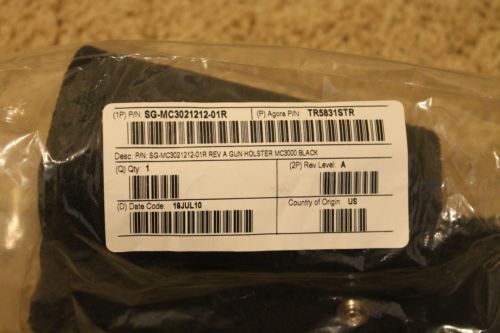 (1P) P/N: SG-MC3021212-01R (P) Agora P/N: TR5831STR
Desc: P/N: SG-MC3021212-01R REV A GUN HOLSTER MC3000 BLACK
(Q) Qty: 1 (2P) Rev Level: A
(D) Date Code: 19JUL10 Country of Origin: US